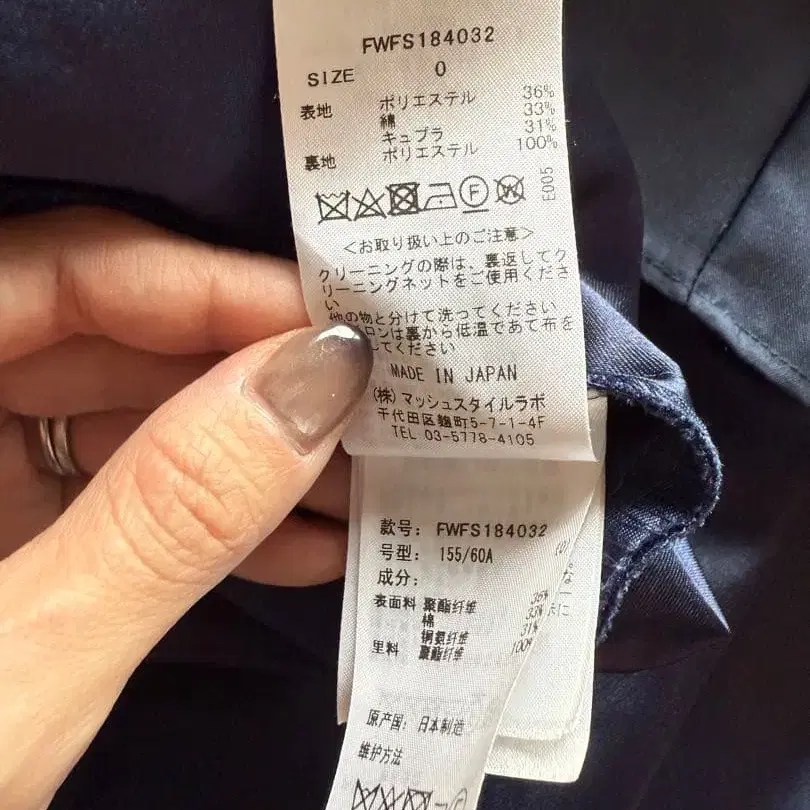 FWFS184032
SIZE 0
表地 ポリエステル 36%
綿 33%
キュプラ 31%
裏地 ポリエステル 100%
F W E005
<お取り扱い上のご注意>
クリーニングの際は、裏返してク
リーニングネットをご使用くださ
い
他の物と分けて洗ってください
ロンは裏から低温であて布を
してください
MADE IN JAPAN
(株)マッシュスタイルラボ
千代田区麹町5-7-1-4F
TEL 03-5778-4105
款号: FWFS184032
号型: 155/60A
成分:
表面料 聚酯纤维 36%
棉 33%
铜氨纤维 31%
里料 聚酯纤维 100%
原产国: 日本制造
维护方法